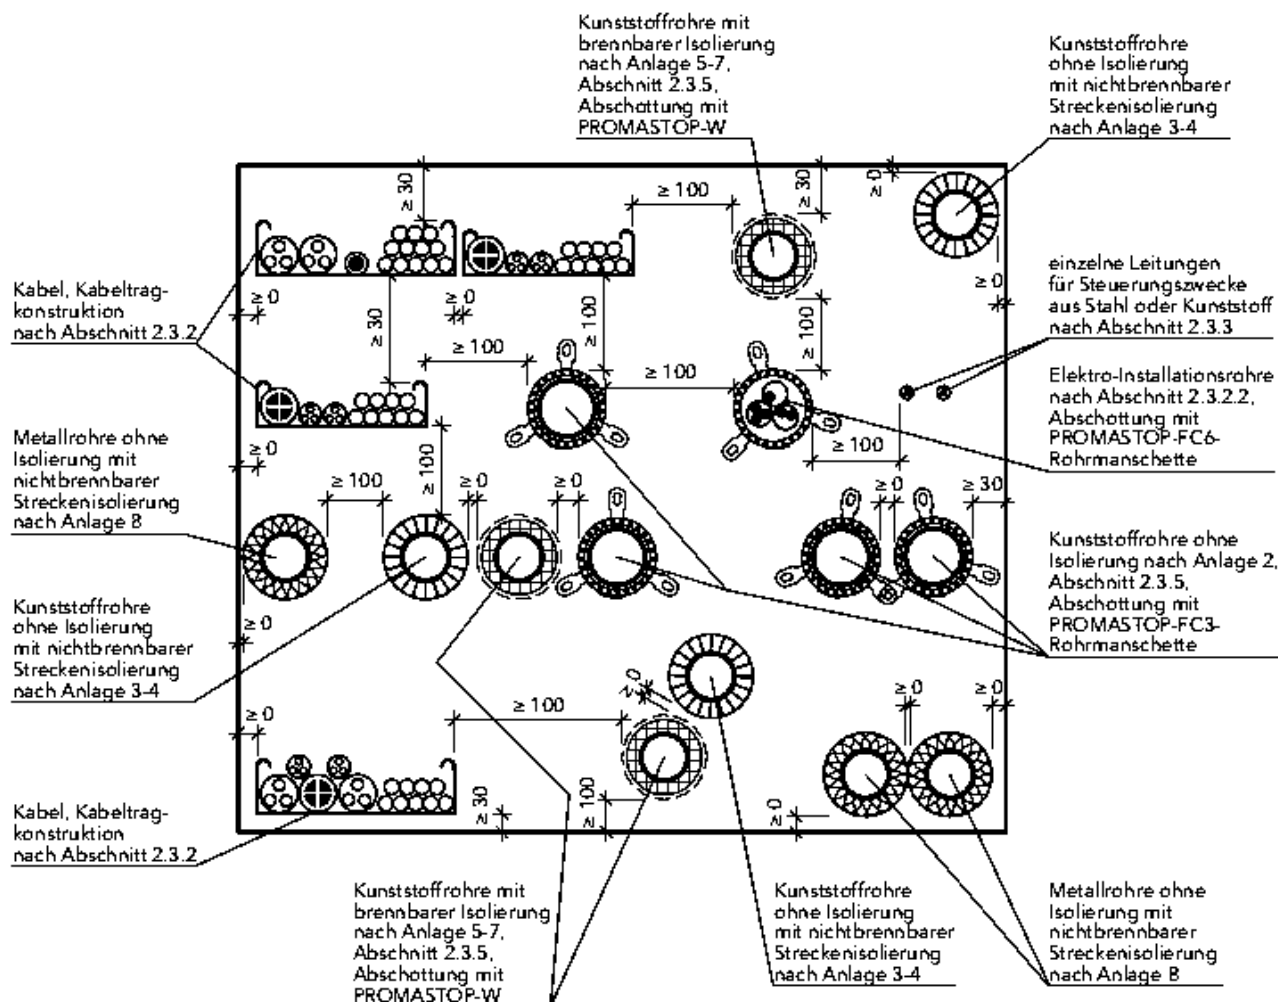 Kunststoffrohre mit
brennbarer Isolierung
nach Anlage 5-7,
Abschnitt 2.3.5,
Abschottung mit
PROMASTOP-W
Kunststoffrohre
ohne Isolierung
mit nichtbrennbarer
Streckenisolierung
nach Anlage 3-4
≥ 30
≥ 100
≥ 30
≥ 0
einzelne Leitungen
für Steuerungszwecke
aus Stahl oder Kunststoff
nach Abschnitt 2.3.3
Kabel, Kabeltrag-
konstruktion
nach Abschnitt 2.3.2
≥ 0
≥ 0
≥ 0
≥ 30
≥ 100
≥ 100
≥ 100
≥ 100
Elektro-Installationsrohre
nach Abschnitt 2.3.2.2,
Abschottung mit
PROMASTOP-FC6-
Rohrmanschette
Metallrohre ohne
Isolierung mit
nichtbrennbarer
Streckenisolierung
nach Anlage 8
≥ 0
≥ 100
≥ 100
≥ 0
≥ 0
≥ 100
≥ 0
≥ 30
Kunststoffrohre ohne
Isolierung nach Anlage 2,
Abschnitt 2.3.5,
Abschottung mit
PROMASTOP-FC3-
Rohrmanschette
Kunststoffrohre
ohne Isolierung
mit nichtbrennbarer
Streckenisolierung
nach Anlage 3-4
≥ 0
≥ 0
≥ 100
≥ 0
≥ 0
≥ 0
≥ 30
≥ 100
≥ 0
Kabel, Kabeltrag-
konstruktion
nach Abschnitt 2.3.2
Kunststoffrohre mit
brennbarer Isolierung
nach Anlage 5-7,
Abschnitt 2.3.5,
Abschottung mit
PROMASTOP-W
Kunststoffrohre
ohne Isolierung
mit nichtbrennbarer
Streckenisolierung
nach Anlage 3-4
Metallrohre ohne
Isolierung mit
nichtbrennbarer
Streckenisolierung
nach Anlage 8